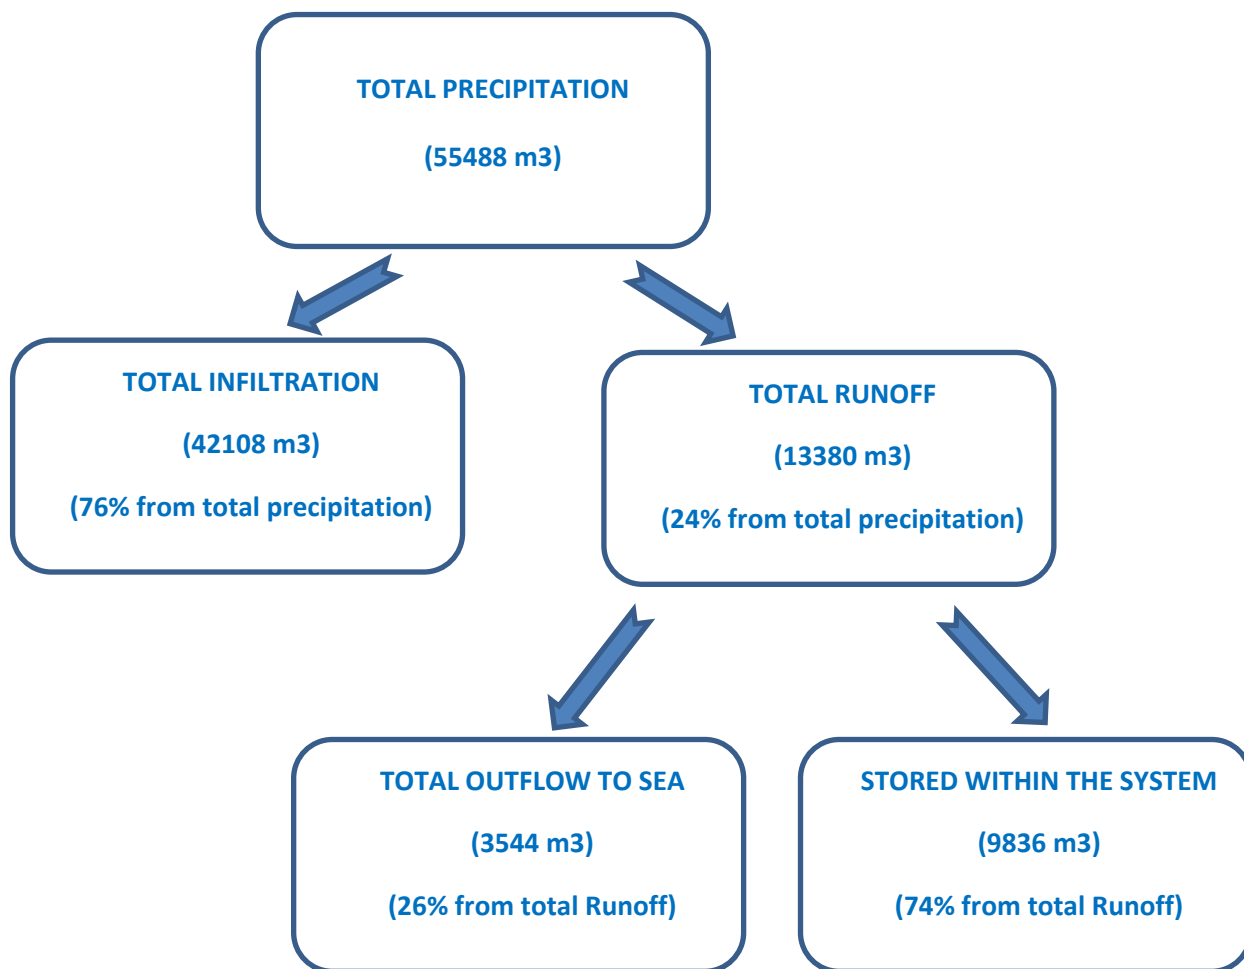 TOTAL PRECIPITATION
(55488 m3)
TOTAL INFILTRATION
(42108 m3)
(76% from total precipitation)
TOTAL RUNOFF
(13380 m3)
(24% from total precipitation)
TOTAL OUTFLOW TO SEA
(3544 m3)
(26% from total Runoff)
STORED WITHIN THE SYSTEM
(9836 m3)
(74% from total Runoff)